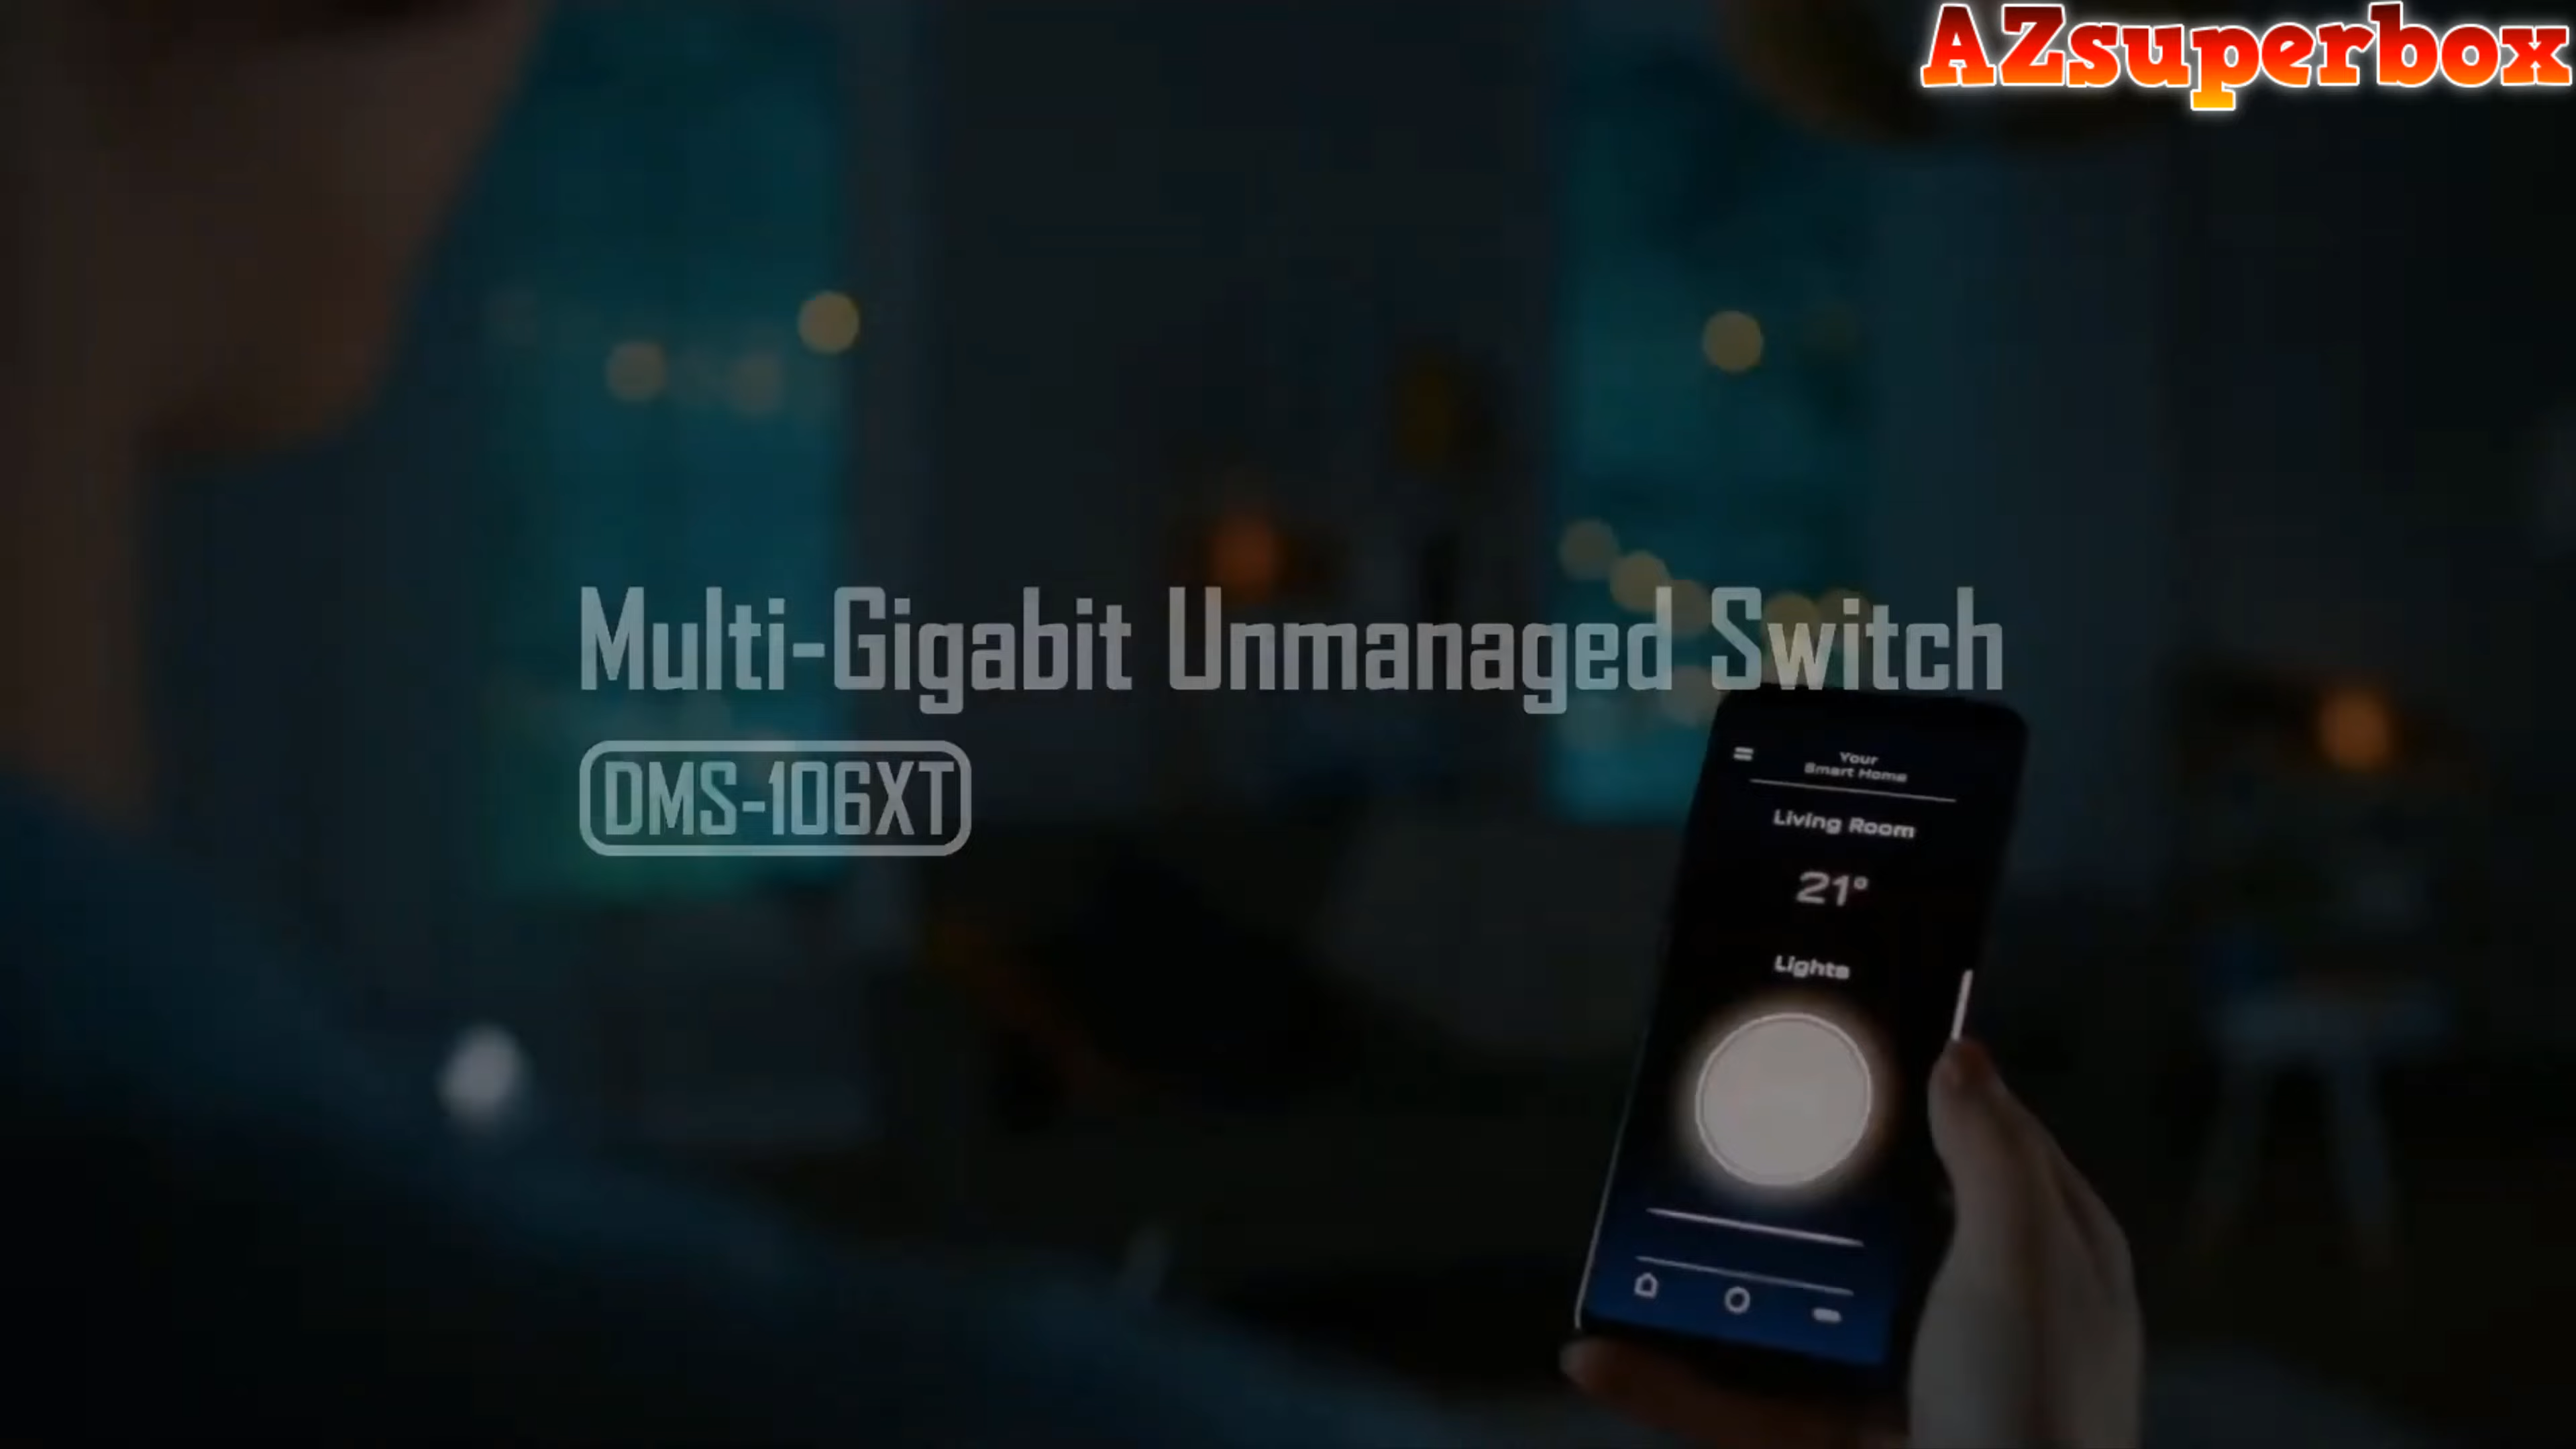 AZsuperbox
Multi-Gigabit Unmanaged Switch
DMS-106XT
Your
Smart Home
Living Room
21°
Lights